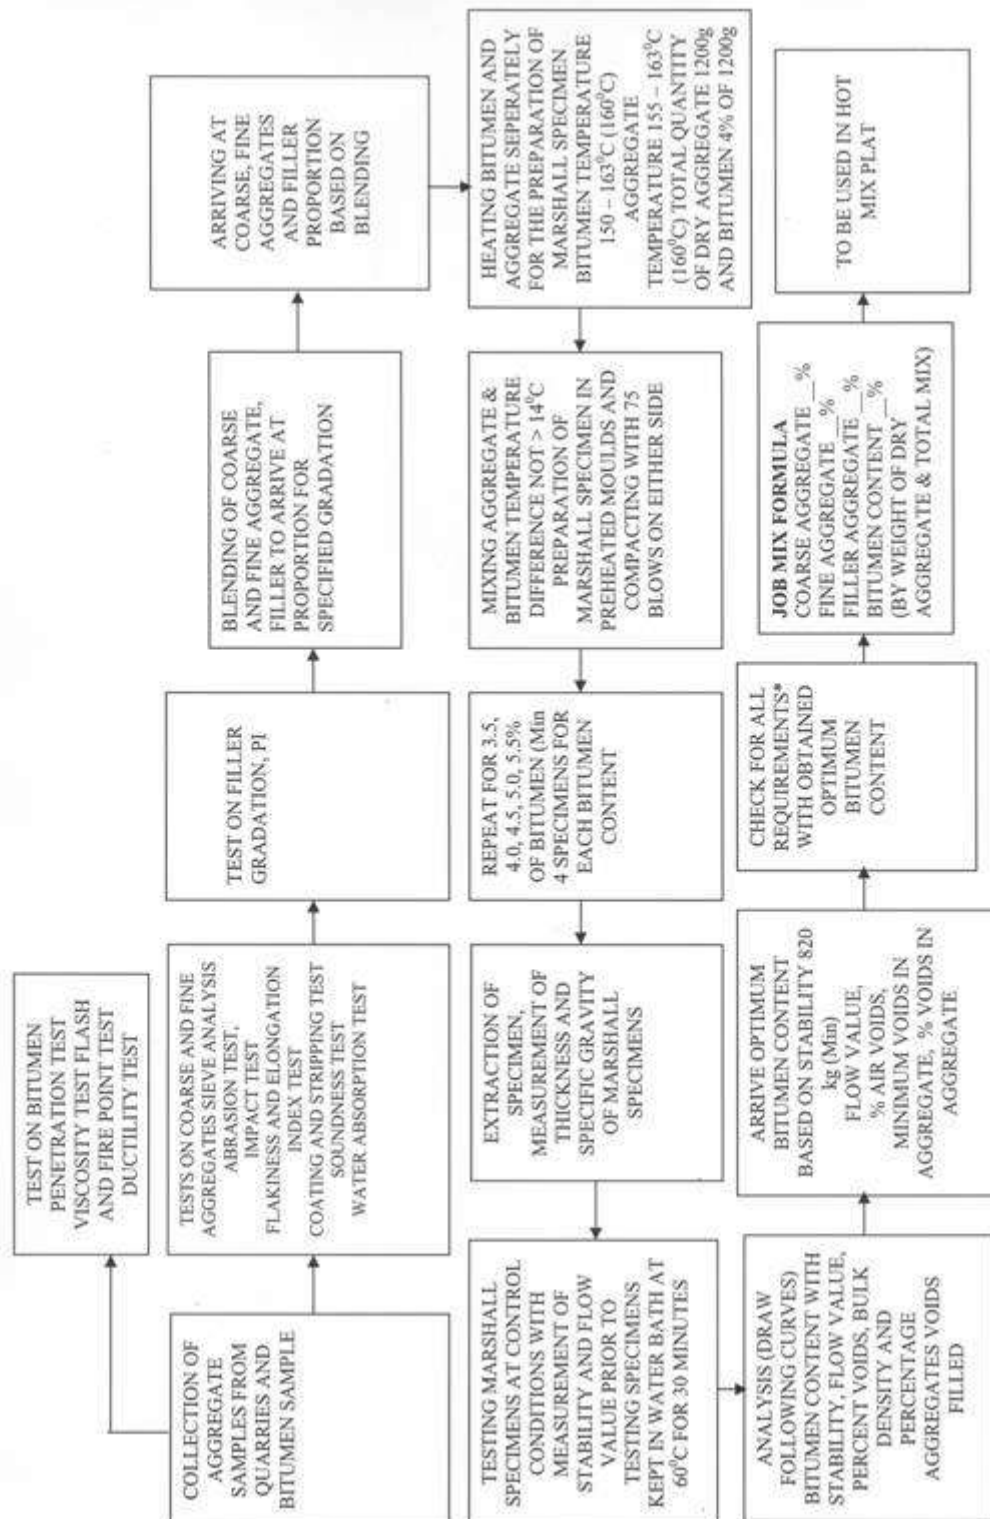 COLLECTION OF
AGGREGATE
SAMPLES FROM
QUARRIES AND
BITUMEN SAMPLE
TEST ON BITUMEN
PENETRATION TEST
VISCOSITY TEST FLASH
AND FIRE POINT TEST
DUCTILITY TEST
TESTS ON COARSE AND FINE
AGGREGATES SIEVE ANALYSIS
ABRASION TEST,
IMPACT TEST
FLAKINESS AND ELONGATION
INDEX TEST
COATING AND STRIPPING TEST
SOUNDNESS TEST
WATER ABSORPTION TEST
TEST ON FILLER
GRADATION, PI
BLENDING OF COARSE
AND FINE AGGREGATE,
FILLER TO ARRIVE AT
PROPORTION FOR
SPECIFIED GRADATION
ARRIVING AT
COARSE, FINE
AGGREGATES
AND FILLER
PROPORTION
BASED ON
BLENDING
HEATING BITUMEN AND
AGGREGATE SEPERATELY
FOR THE PREPARATION OF
MARSHALL SPECIMEN
BITUMEN TEMPERATURE
150 – 163⁰C (160⁰C)
AGGREGATE
TEMPERATURE 155 – 163⁰C
(160⁰C) TOTAL QUANTITY
OF DRY AGGREGATE 1200g
AND BITUMEN 4% OF 1200g
MIXING AGGREGATE &
BITUMEN TEMPERATURE
DIFFERENCE NOT > 14⁰C
PREPARATION OF
MARSHALL SPECIMEN IN
PREHEATED MOULDS AND
COMPACTING WITH 75
BLOWS ON EITHER SIDE
REPEAT FOR 3.5,
4.0, 4.5, 5.0, 5.5%
OF BITUMEN (Min
4 SPECIMENS FOR
EACH BITUMEN
CONTENT
EXTRACTION OF
SPECIMEN,
MEASUREMENT OF
THICKNESS AND
SPECIFIC GRAVITY
OF MARSHALL
SPECIMENS
TESTING MARSHALL
SPECIMENS AT CONTROL
CONDITIONS WITH
MEASUREMENT OF
STABILITY AND FLOW
VALUE PRIOR TO
TESTING SPECIMENS
KEPT IN WATER BATH AT
60⁰C FOR 30 MINUTES
ANALYSIS (DRAW
FOLLOWING CURVES)
BITUMEN CONTENT WITH
STABILITY, FLOW VALUE,
PERCENT VOIDS, BULK
DENSITY AND
PERCENTAGE
AGGREGATES VOIDS
FILLED
ARRIVE OPTIMUM
BITUMEN CONTENT
BASED ON STABILITY 820
kg (Min)
FLOW VALUE,
% AIR VOIDS,
MINIMUM VOIDS IN
AGGREGATE, % VOIDS IN
AGGREGATE
CHECK FOR ALL
REQUIREMENTS*
WITH OBTAINED
OPTIMUM
BITUMEN
CONTENT
JOB MIX FORMULA
COARSE AGGREGATE __%
FINE AGGREGATE __%
FILLER AGGREGATE __%
BITUMEN CONTENT __%
(BY WEIGHT OF DRY
AGGREGATE & TOTAL MIX)
TO BE USED IN HOT
MIX PLAT